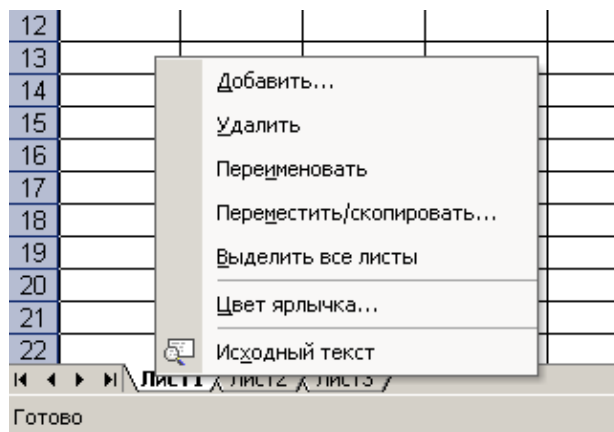 12
13
14
15
16
17
18
19
20
21
22
Добавить...
Удалить
Переименовать
Переместить/скопировать...
Выделить все листы
Цвет ярлычка...
Исходный текст
Лист1 Лист2 Лист3
Готово